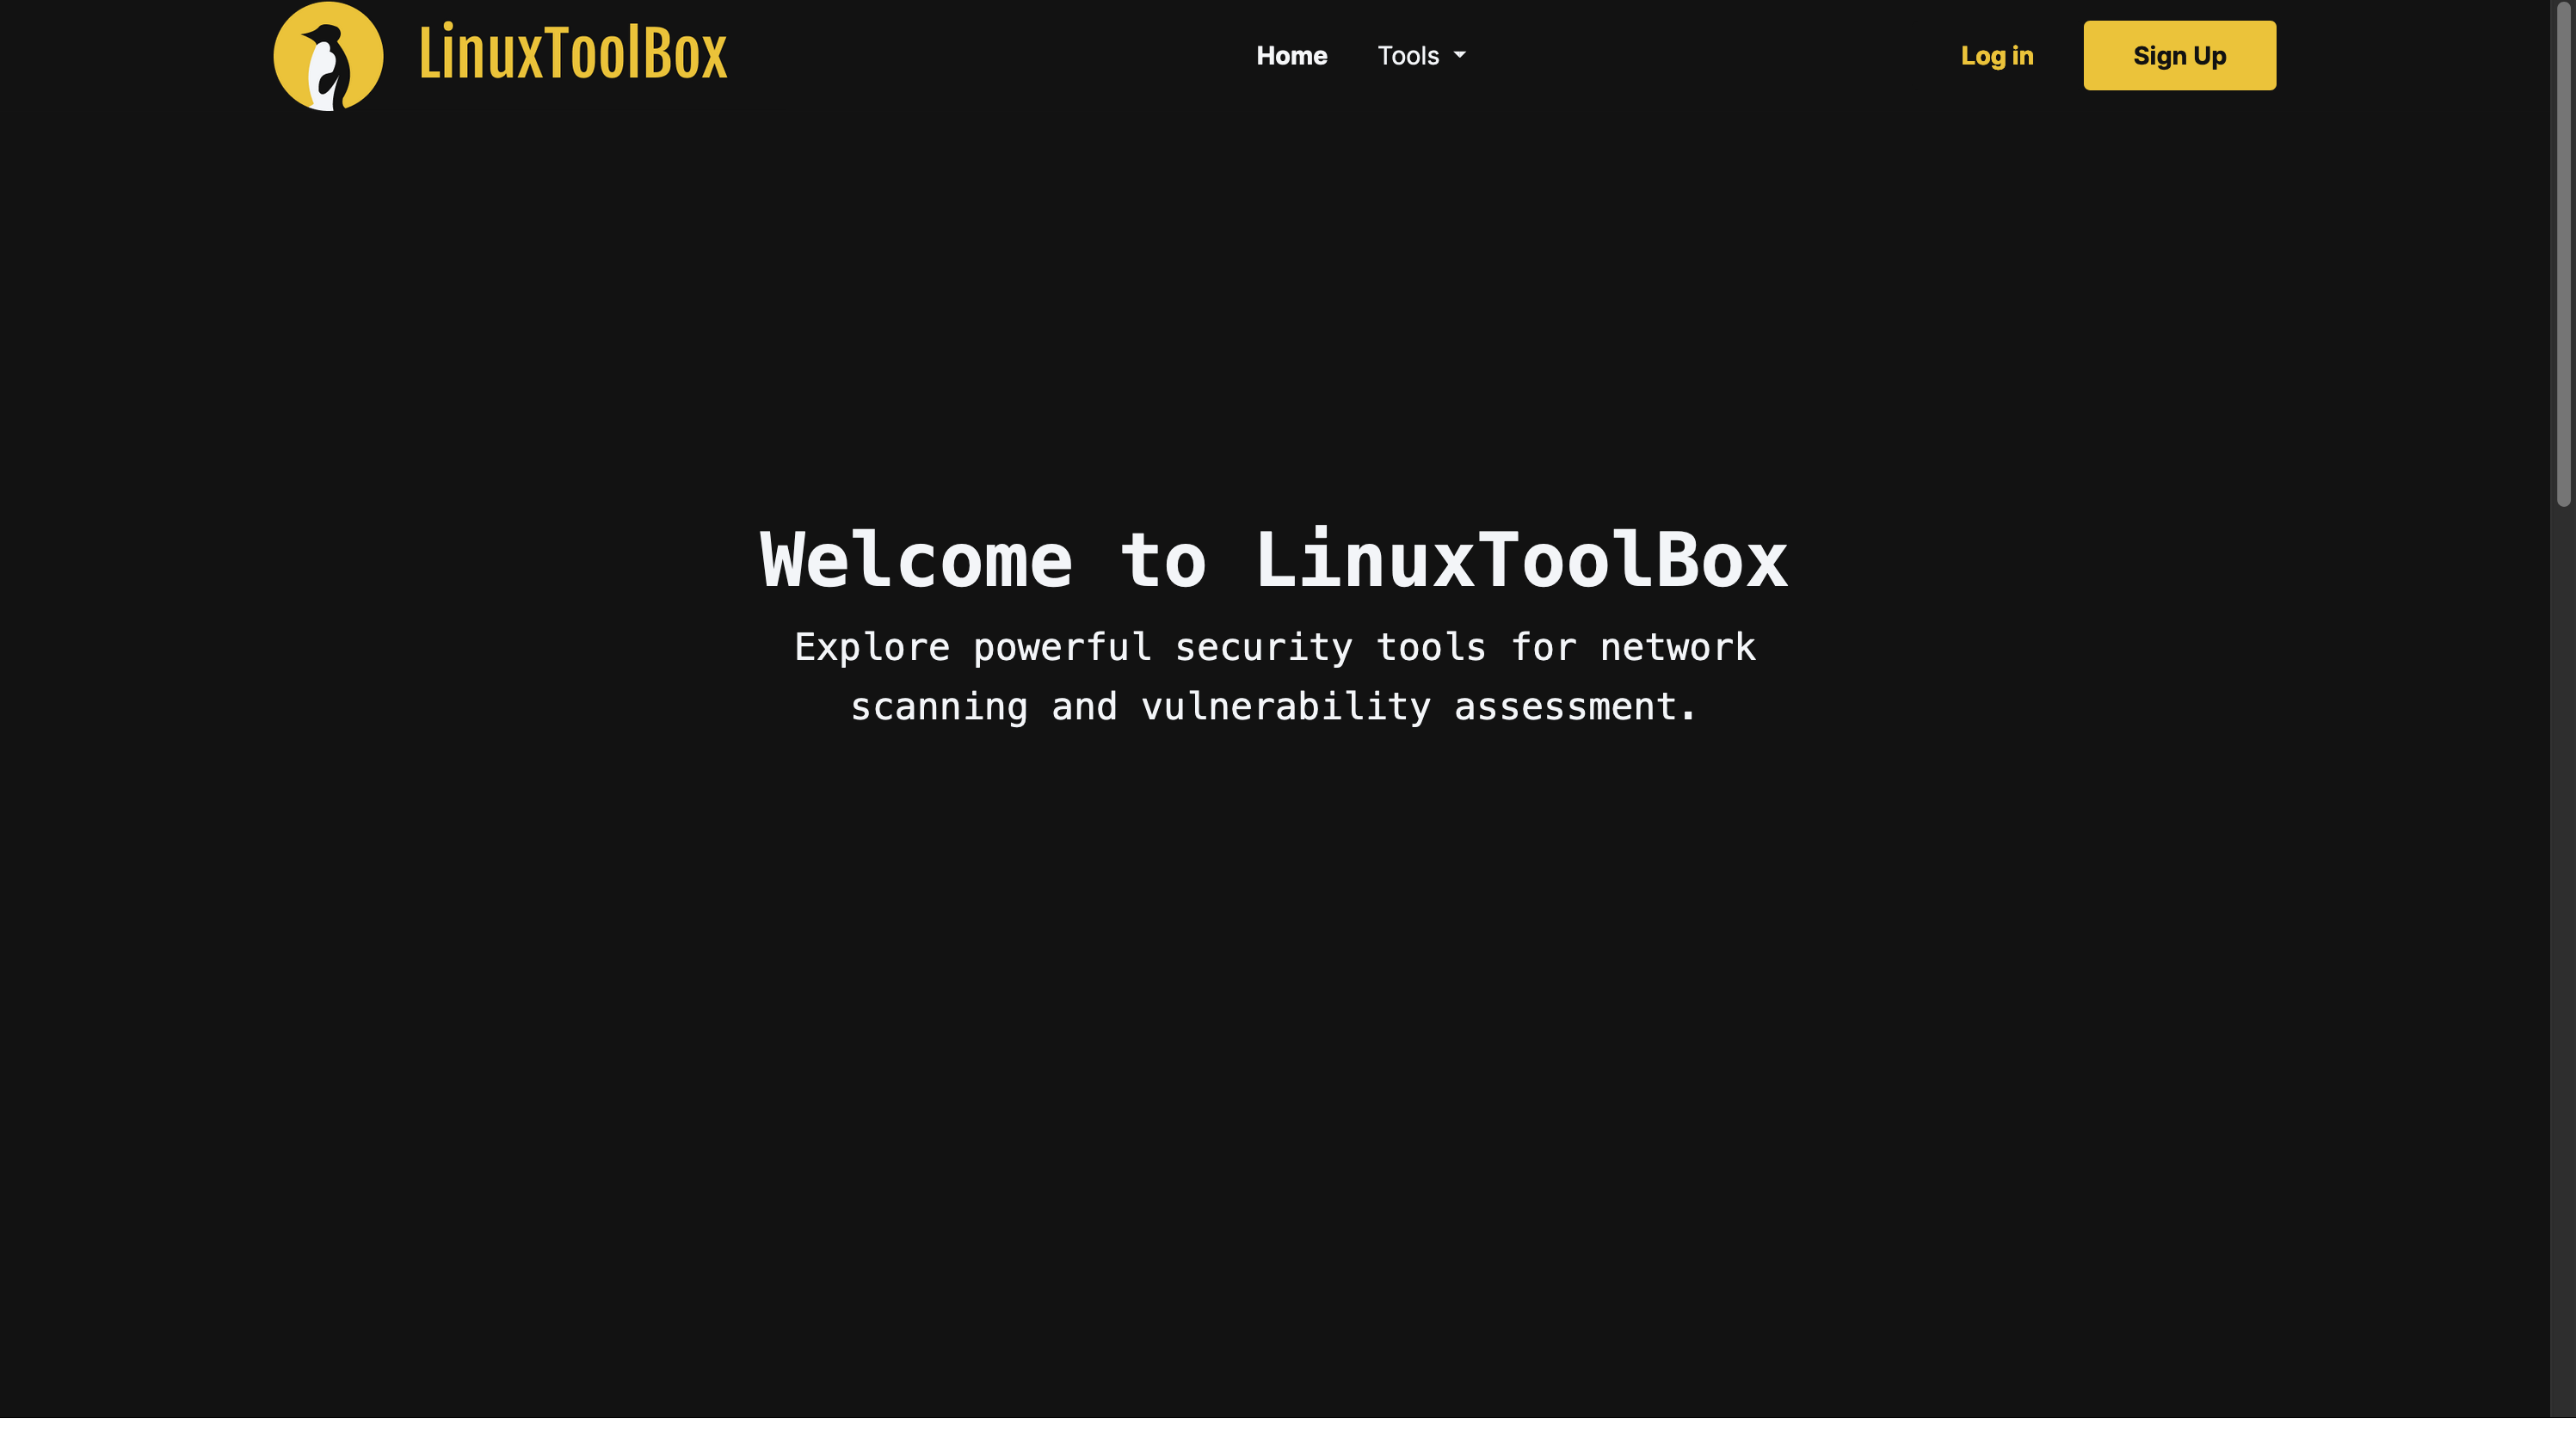 LinuxToolBox
Home Tools
Log in Sign Up
Welcome to LinuxToolBox
Explore powerful security tools for network
scanning and vulnerability assessment.